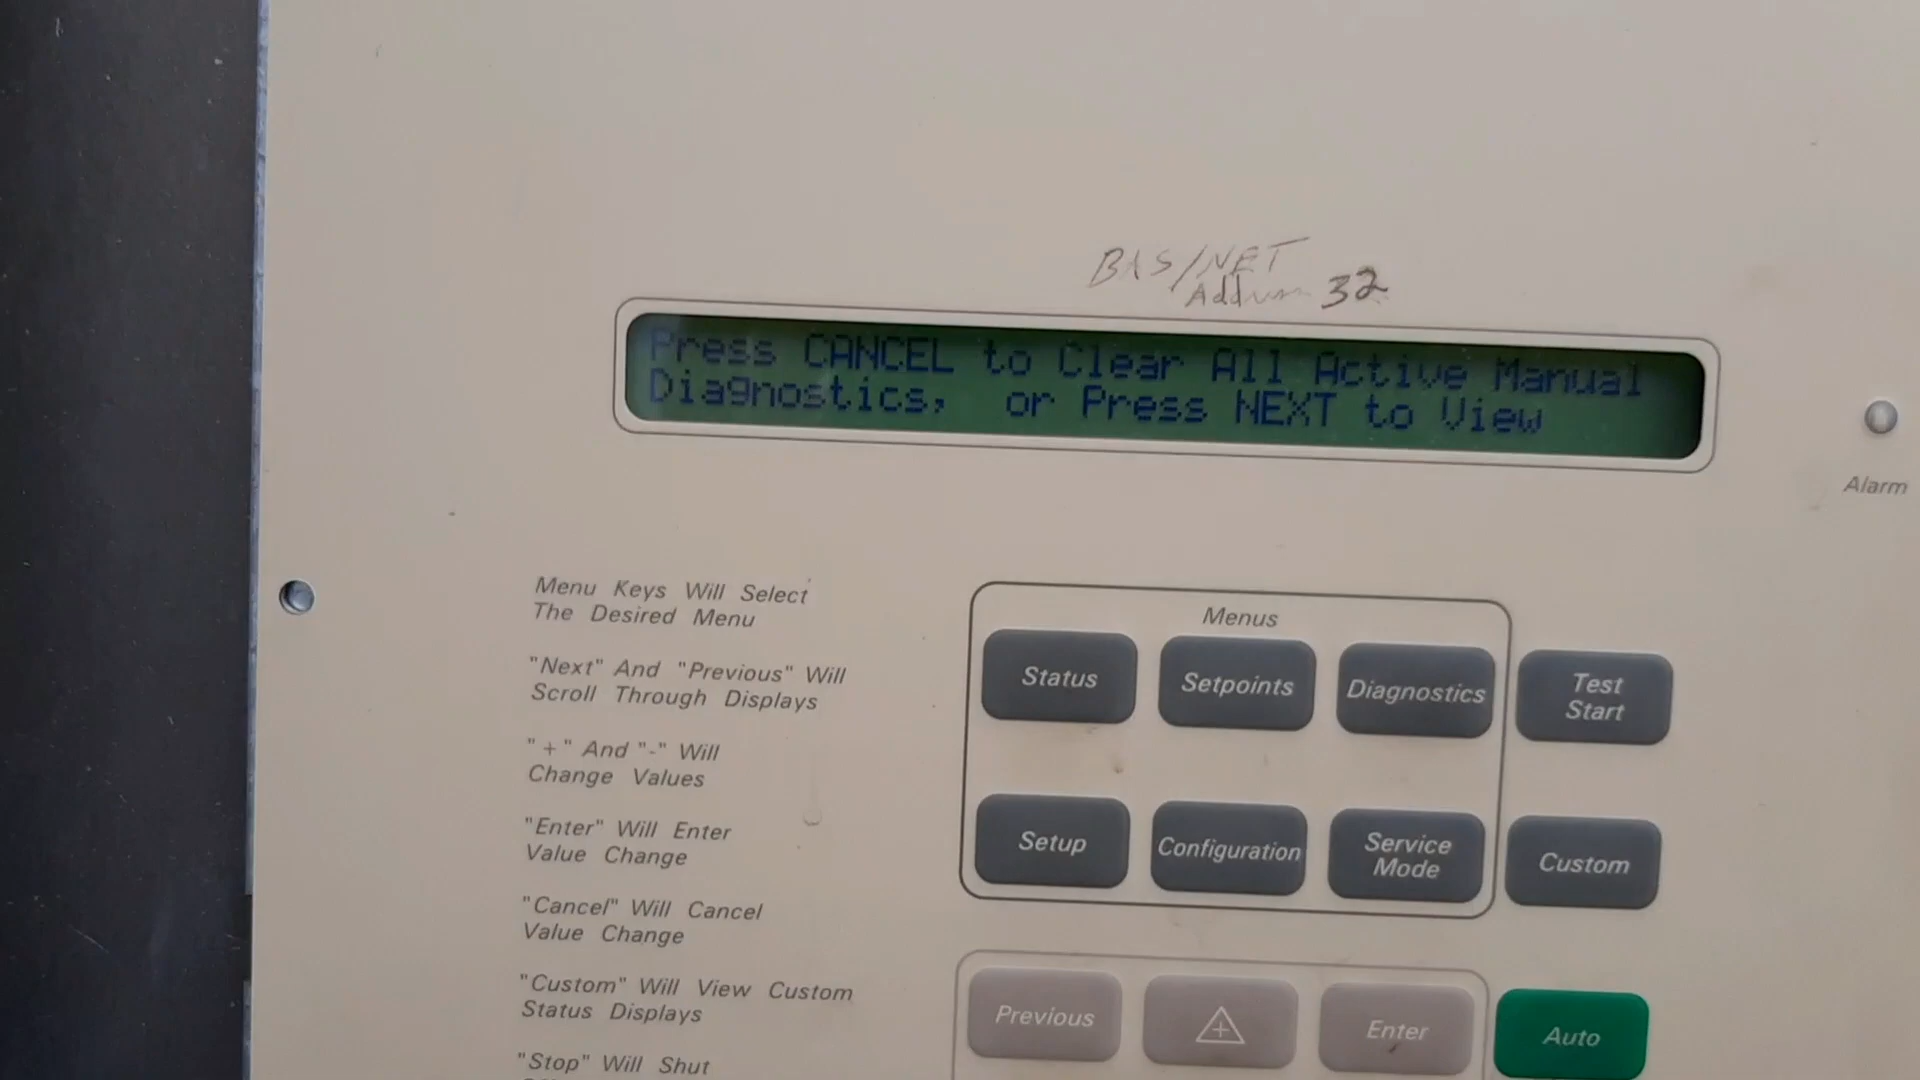 BAS/NET
Address 32
Press CANCEL to Clear All Active Manual
Diagnostics, or Press NEXT to View
Alarm
Menu Keys Will Select
The Desired Menu
"Next" And "Previous" Will
Scroll Through Displays
"+" And "-" Will
Change Values
"Enter" Will Enter
Value Change
"Cancel" Will Cancel
Value Change
"Custom" Will View Custom
Status Displays
"Stop" Will Shut
Menus
Status
Setpoints
Diagnostics
Test
Start
Setup
Configuration
Service
Mode
Custom
Previous
+
Enter
Auto